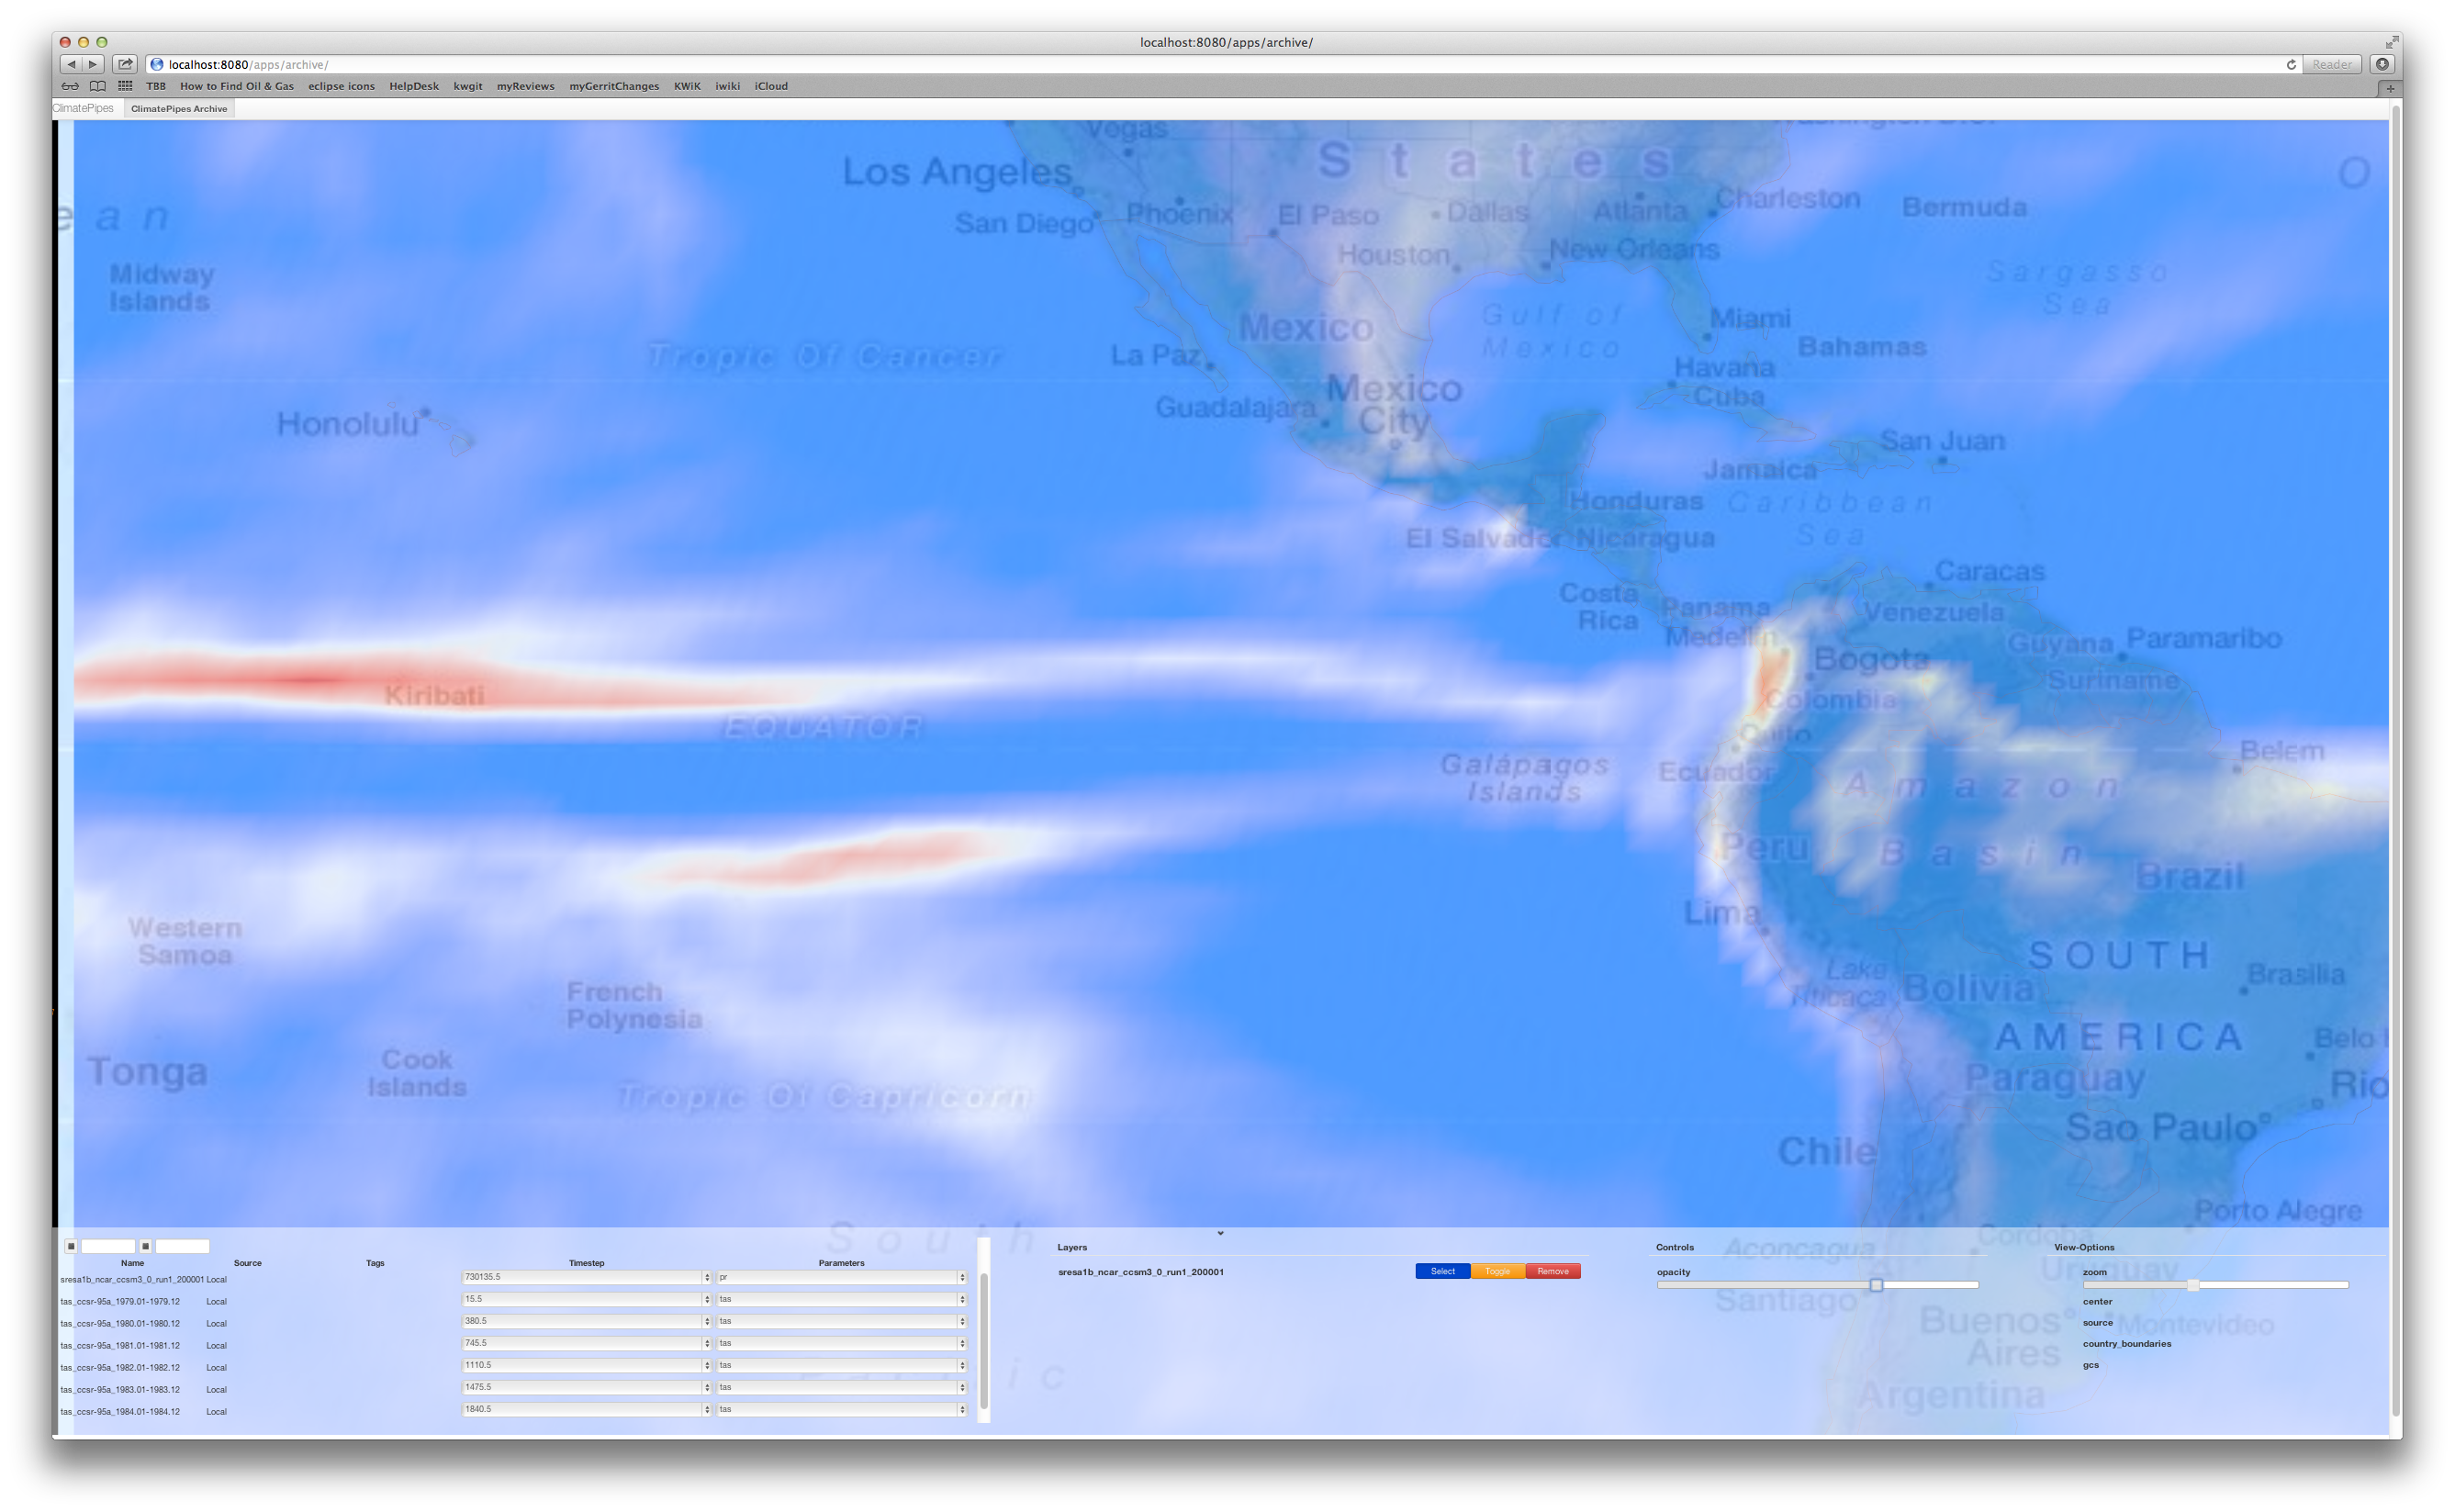 localhost:8080/apps/archive/
localhost:8080/apps/archive/
Reader
TBB How to Find Oil & Gas eclipse icons HelpDesk kwgit myReviews myGerritChanges KWiK iwiki iCloud
ClimatePipes ClimatePipes Archive
Vegas
Los Angeles
States
O
San Diego
Phoenix
El Paso
Dallas
Atlanta
Charleston
Bermuda
ean
Houston
New Orleans
Midway
Islands
Sargasso
Sea
Gulf of
Mexico
Miami
Mexico
Tropic Of Cancer
La Paz
Bahamas
Havana
Cuba
Mexico
City
Guadalajara
Honolulu
San Juan
Jamaica
Honduras
Caribbean
Sea
El Salvador
Nicaragua
Caracas
Costa
Rica
Panama
Venezuela
Medellin
Guyana
Paramaribo
Bogota
Suriname
Kiribati
Colombia
EQUATOR
Quito
Belem
Galápagos
Islands
Ecuador
Amazon
Basin
Peru
Brazil
Lima
Western
Samoa
SOUTH
AMERICA
Lake
Titicaca
Bolivia
Brasilia
French
Polynesia
Belo
Tonga
Cook
Islands
Tropic Of Capricorn
Paraguay
Rio
Sao Paulo
Chile
Porto Alegre
South
Cordoba
Aconcagua
Uruguay
Santiago
Buenos
Aires
Montevideo
Argentina
Name Source Tags Timestep Parameters
sresa1b_ncar_ccsm3_0_run1_200001 Local 730135.5 pr
tas_ccsr-95a_1979.01-1979.12 Local 15.5 tas
tas_ccsr-95a_1980.01-1980.12 Local 380.5 tas
tas_ccsr-95a_1981.01-1981.12 Local 745.5 tas
tas_ccsr-95a_1982.01-1982.12 Local 1110.5 tas
tas_ccsr-95a_1983.01-1983.12 Local 1475.5 tas
tas_ccsr-95a_1984.01-1984.12 Local 1840.5 tas
Layers
sresa1b_ncar_ccsm3_0_run1_200001 Select Toggle Remove
Controls
opacity
View-Options
zoom
center
source
country_boundaries
gcs